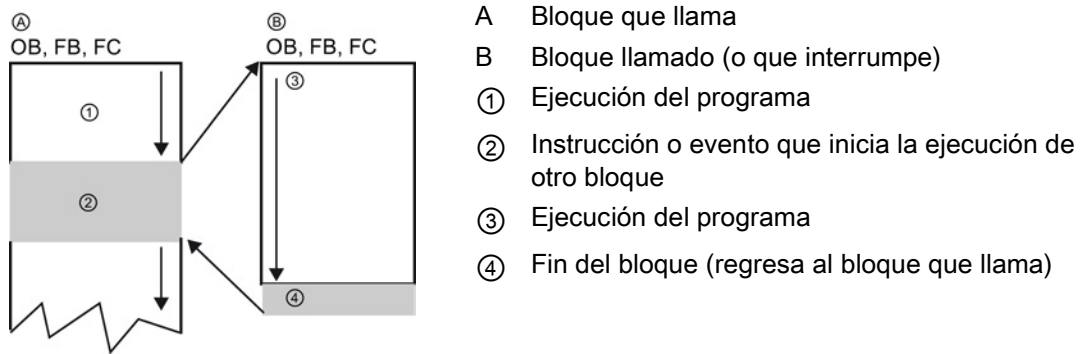 Ⓐ
OB, FB, FC
Ⓑ
OB, FB, FC
①
②
③
④
A Bloque que llama
B Bloque llamado (o que interrumpe)
① Ejecución del programa
② Instrucción o evento que inicia la ejecución de
otro bloque
③ Ejecución del programa
④ Fin del bloque (regresa al bloque que llama)